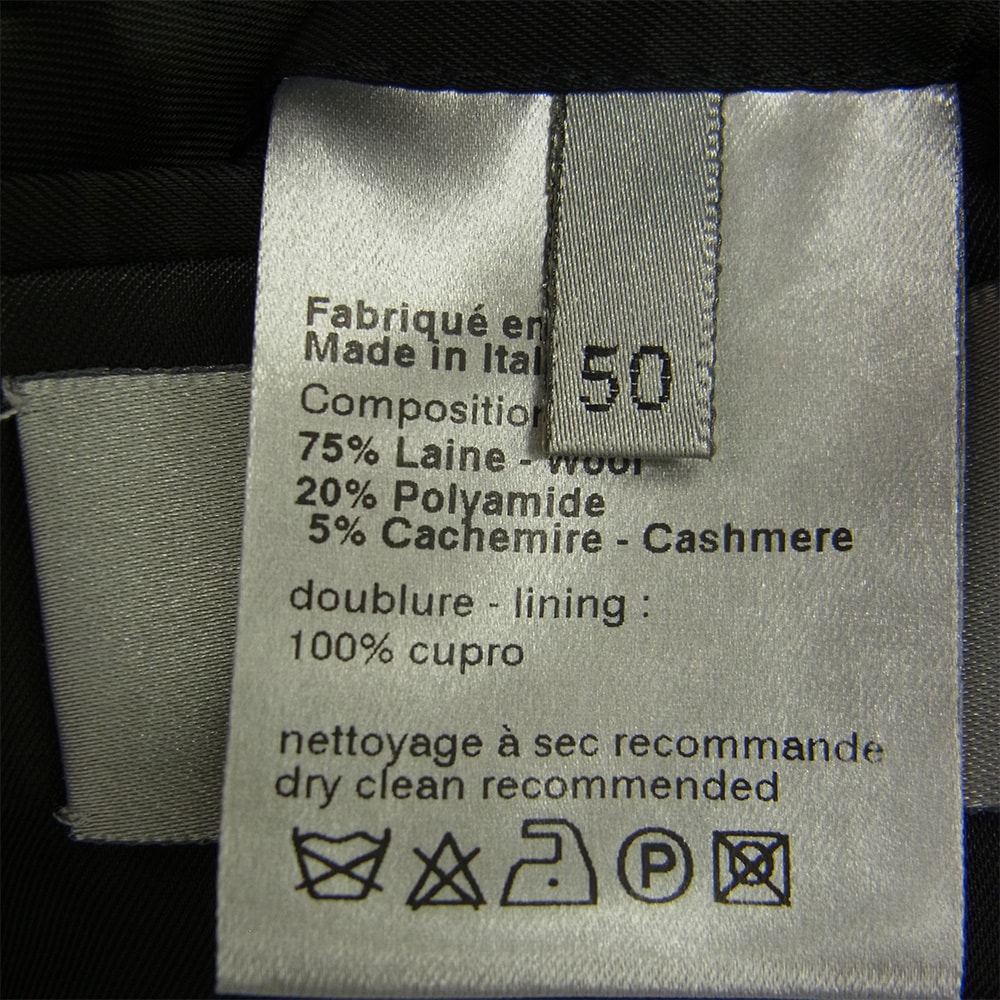 Fabriqué en
Made in Ital
50
Composition
75% Laine - wool
20% Polyamide
5% Cachemire - Cashmere
doublure - lining :
100% cupro
nettoyage à sec recommande
dry clean recommended
P